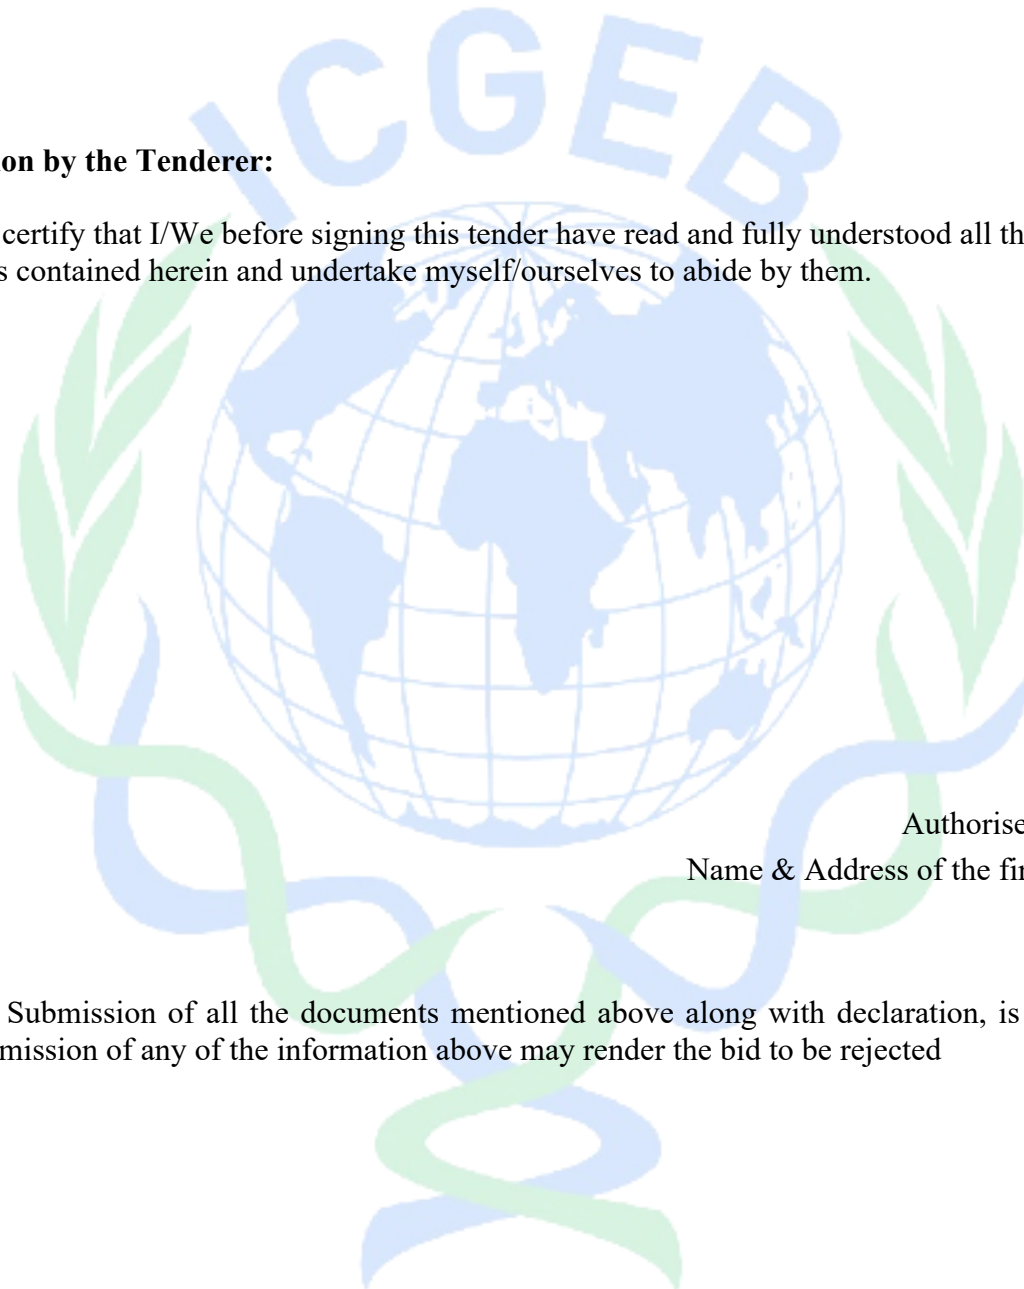 ICGEB
on by the Tenderer:
certify that I/We before signing this tender have read and fully understood all th
s contained herein and undertake myself/ourselves to abide by them.
Authorise
Name & Address of the fir
Submission of all the documents mentioned above along with declaration, is
mission of any of the information above may render the bid to be rejected